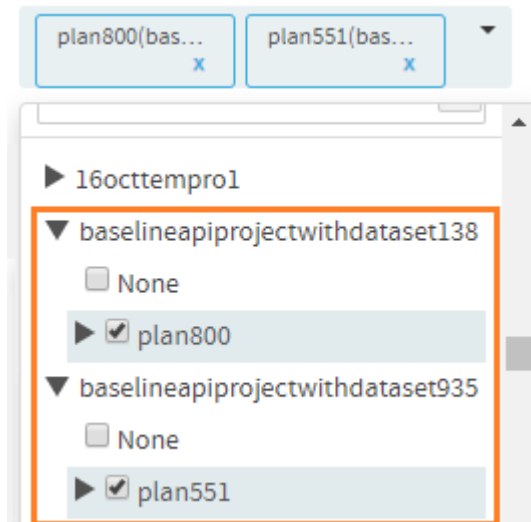 plan800(bas...
x
plan551(bas...
x
16octtempro1
baselineapiprojectwithdataset138
None
plan800
baselineapiprojectwithdataset935
None
plan551